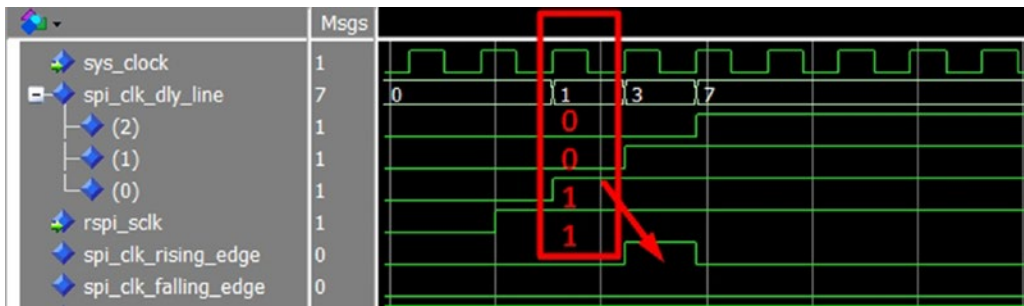 Msgs
sys_clock 1
spi_clk_dly_line 7 0 1 3 7
(2) 1 0
(1) 1 0
(0) 1 1
rspi_sclk 1 1
spi_clk_rising_edge 0
spi_clk_falling_edge 0